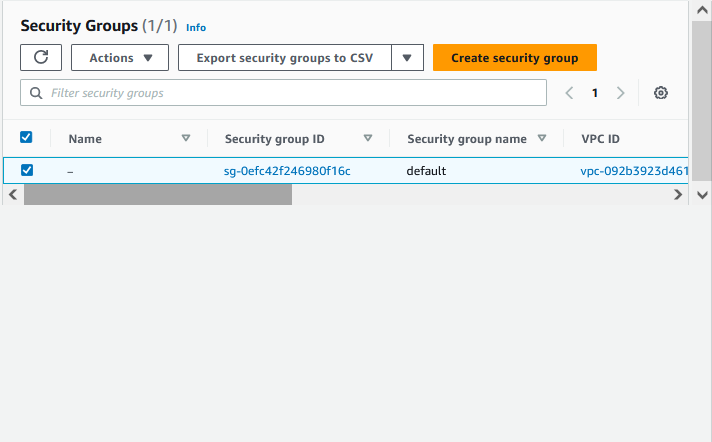 Security Groups (1/1) Info
Actions Export security groups to CSV Create security group
Filter security groups 1
Name Security group ID Security group name VPC ID
– sg-0efc42f246980f16c default vpc-092b3923d461